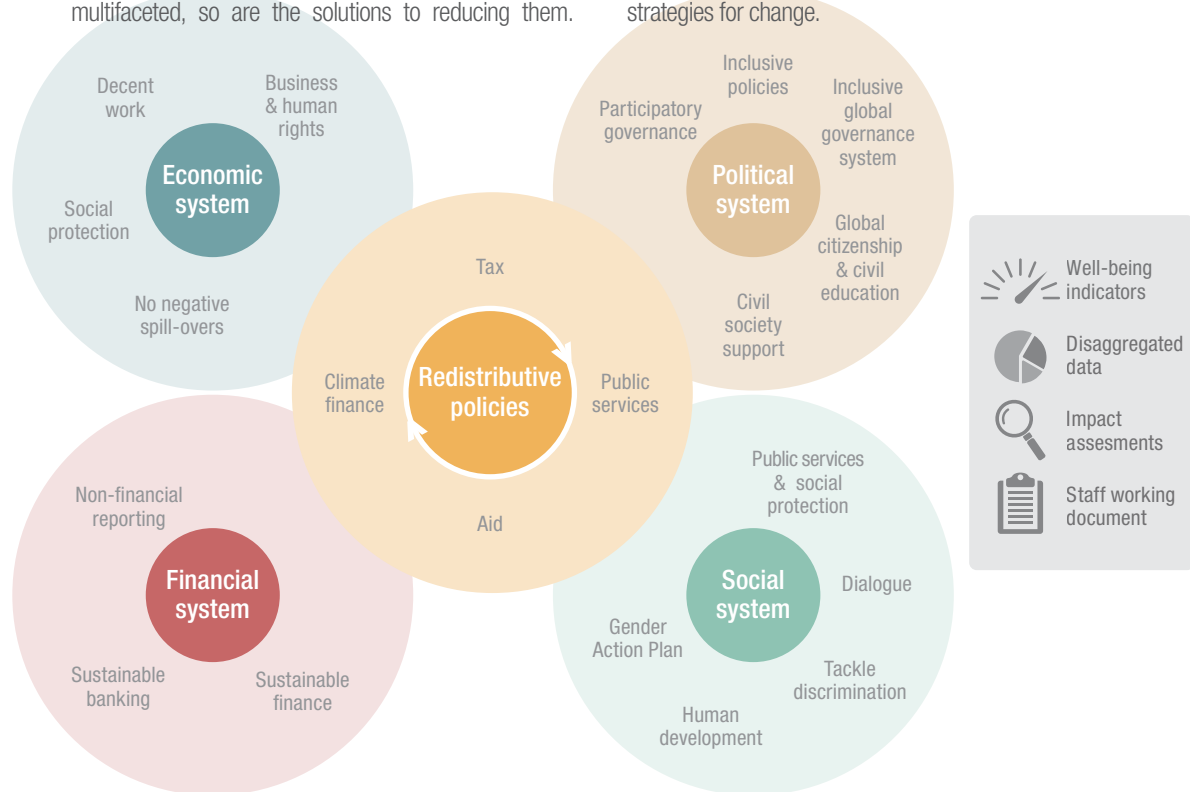 multifaceted, so are the solutions to reducing them.
strategies for change.
Decent
work
Business
& human
rights
Economic
system
Social
protection
No negative
spill-overs
Inclusive
policies
Participatory
governance
Inclusive
global
governance
system
Political
system
Global
citizenship
& civil
education
Civil
society
support
Tax
Climate
finance
Redistributive
policies
Public
services
Aid
Non-financial
reporting
Financial
system
Sustainable
banking
Sustainable
finance
Public services
& social
protection
Social
system
Dialogue
Gender
Action Plan
Tackle
discrimination
Human
development
Well-being
indicators
Disaggregated
data
Impact
assesments
Staff working
document